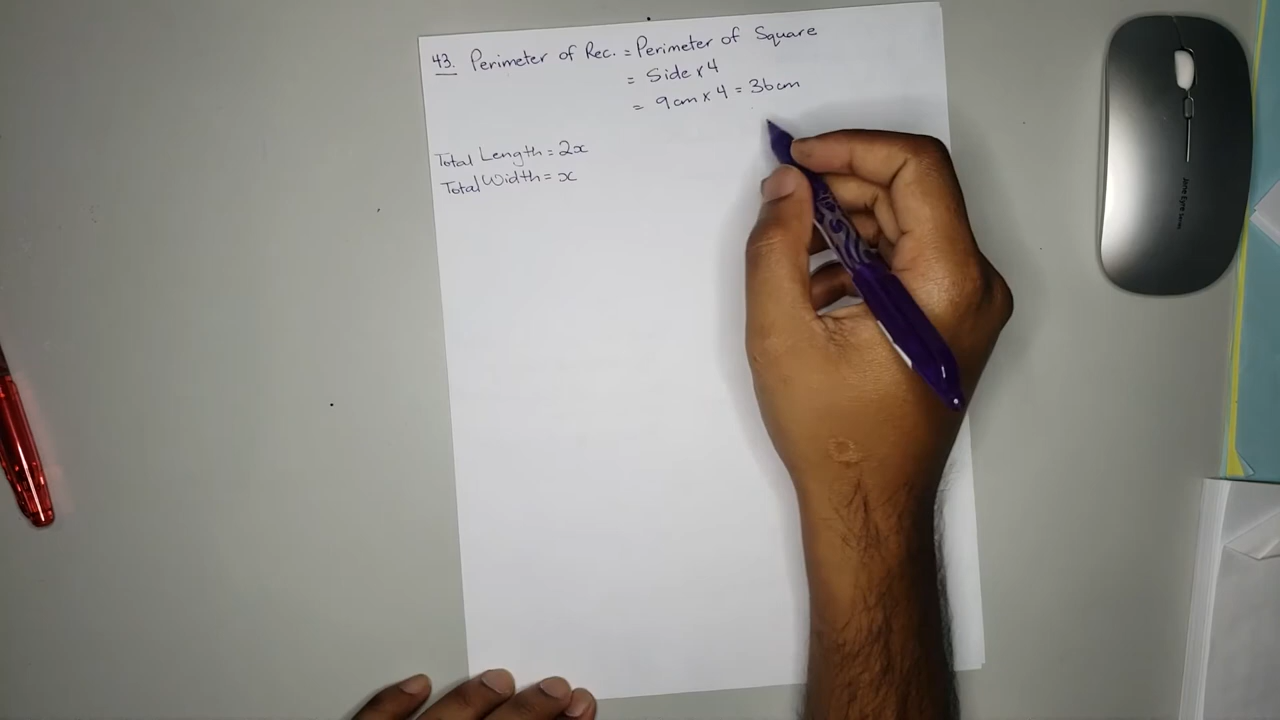 43. Perimeter of Rec. = Perimeter of Square
= Side x 4
= 9cm x 4 = 36cm
Total Length = 2x
Total Width = x